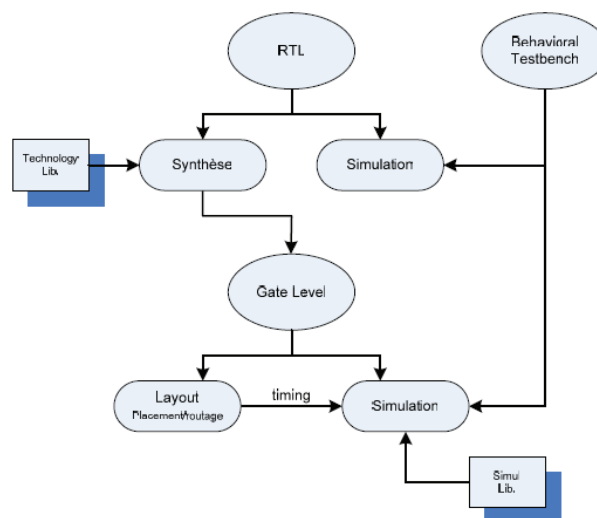 RTL
Behavioral
Testbench
Technology
Lib.
Synthèse
Simulation
Gate Level
Layout
Placement/routage
timing
Simulation
Simul
Lib.